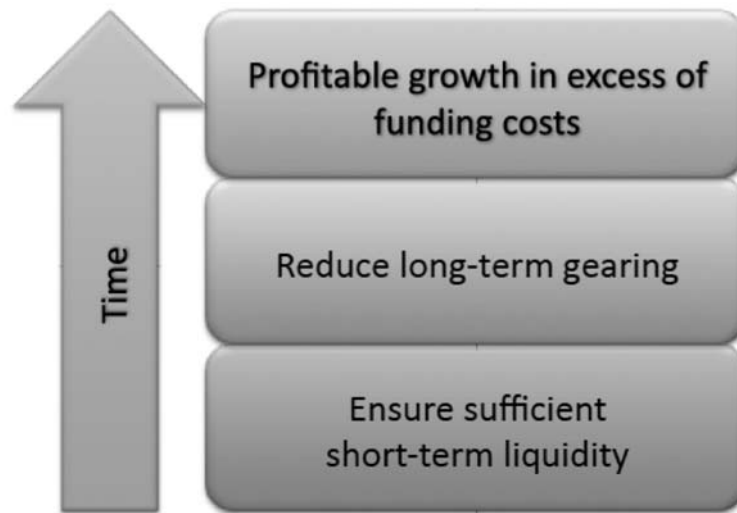 Profitable growth in excess of
funding costs
Time
Reduce long-term gearing
Ensure sufficient
short-term liquidity